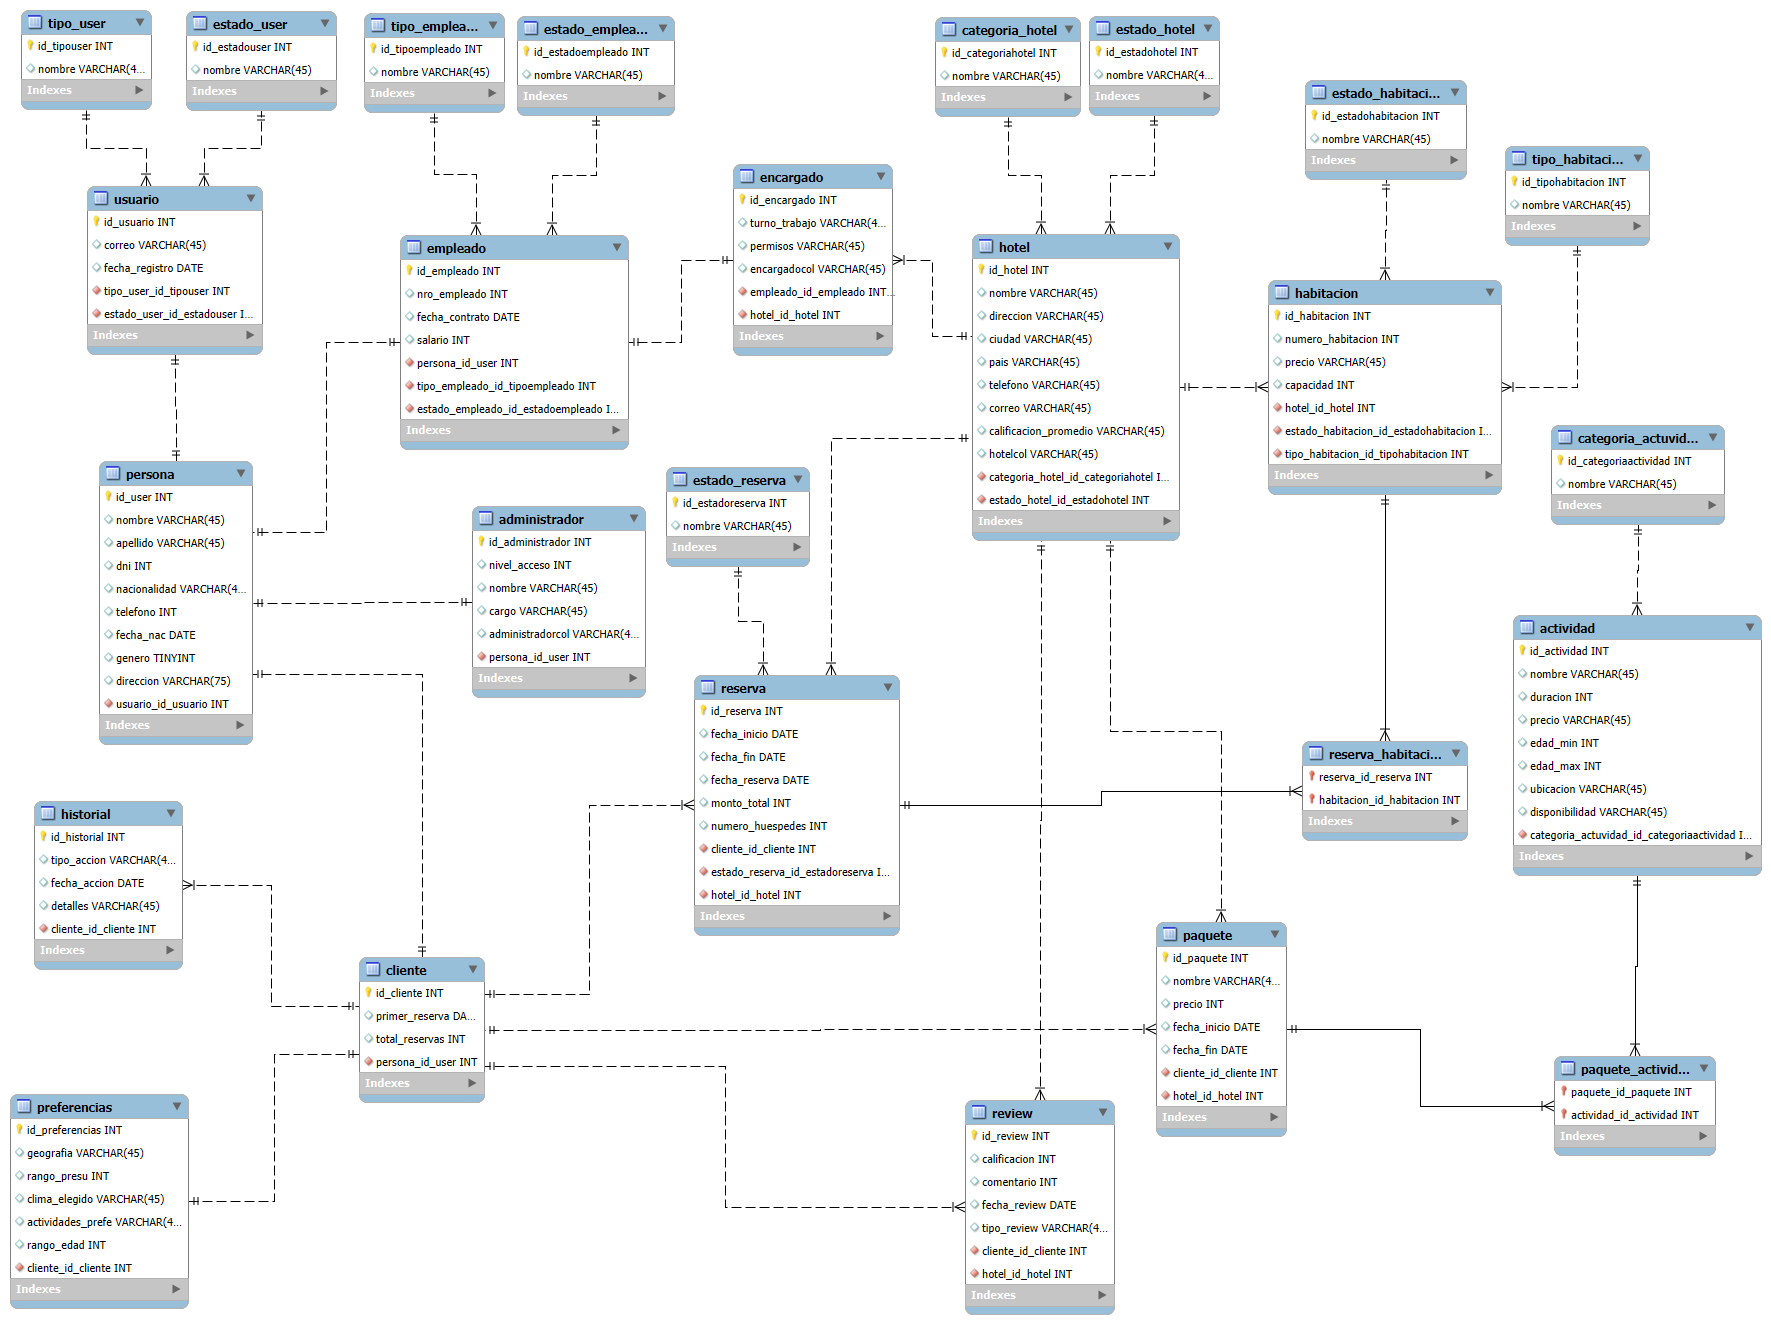 tipo_user
id_tipouser INT
nombre VARCHAR(4...
Indexes
estado_user
id_estadouser INT
nombre VARCHAR(45)
Indexes
tipo_emplea...
id_tipoempleado INT
nombre VARCHAR(45)
Indexes
estado_emplea...
id_estadoempleado INT
nombre VARCHAR(45)
Indexes
categoria_hotel
id_categoriahotel INT
nombre VARCHAR(45)
Indexes
estado_hotel
id_estadohotel INT
nombre VARCHAR(4...
Indexes
estado_habitaci...
id_estadohabitacion INT
nombre VARCHAR(45)
Indexes
tipo_habitaci...
id_tipohabitacion INT
nombre VARCHAR(45)
Indexes
usuario
id_usuario INT
correo VARCHAR(45)
fecha_registro DATE
tipo_user_id_tipouser INT
estado_user_id_estadouser I...
Indexes
empleado
id_empleado INT
nro_empleado INT
fecha_contrato DATE
salario INT
persona_id_user INT
tipo_empleado_id_tipoempleado INT
estado_empleado_id_estadoempleado I...
Indexes
encargado
id_encargado INT
turno_trabajo VARCHAR(4...
permisos VARCHAR(45)
encargadocol VARCHAR(45)
empleado_id_empleado INT
hotel_id_hotel INT
Indexes
hotel
id_hotel INT
nombre VARCHAR(45)
direccion VARCHAR(45)
ciudad VARCHAR(45)
pais VARCHAR(45)
telefono VARCHAR(45)
correo VARCHAR(45)
calificacion_promedio VARCHAR(45)
hotelcol VARCHAR(45)
categoria_hotel_id_categoriahotel I...
estado_hotel_id_estadohotel INT
Indexes
habitacion
id_habitacion INT
numero_habitacion INT
precio VARCHAR(45)
capacidad INT
hotel_id_hotel INT
estado_habitacion_id_estadohabitacion I...
tipo_habitacion_id_tipohabitacion INT
Indexes
categoria_actuvid...
id_categoriaactividad INT
nombre VARCHAR(45)
Indexes
persona
id_user INT
nombre VARCHAR(45)
apellido VARCHAR(45)
dni INT
nacionalidad VARCHAR(4...
telefono INT
fecha_nac DATE
genero TINYINT
direccion VARCHAR(75)
usuario_id_usuario INT
Indexes
administrador
id_administrador INT
nivel_acceso INT
nombre VARCHAR(45)
cargo VARCHAR(45)
administradorcol VARCHAR(4...
persona_id_user INT
Indexes
estado_reserva
id_estadoreserva INT
nombre VARCHAR(45)
Indexes
reserva
id_reserva INT
fecha_inicio DATE
fecha_fin DATE
fecha_reserva DATE
monto_total INT
numero_huespedes INT
cliente_id_cliente INT
estado_reserva_id_estadoreserva I...
hotel_id_hotel INT
Indexes
reserva_habitaci...
reserva_id_reserva INT
habitacion_id_habitacion INT
Indexes
actividad
id_actividad INT
nombre VARCHAR(45)
duracion INT
precio VARCHAR(45)
edad_min INT
edad_max INT
ubicacion VARCHAR(45)
disponibilidad VARCHAR(45)
categoria_actuvidad_id_categoriaactividad I...
Indexes
historial
id_historial INT
tipo_accion VARCHAR(4...
fecha_accion DATE
detalles VARCHAR(45)
cliente_id_cliente INT
Indexes
cliente
id_cliente INT
primer_reserva DA...
total_reservas INT
persona_id_user INT
Indexes
paquete
id_paquete INT
nombre VARCHAR(4...
precio INT
fecha_inicio DATE
fecha_fin DATE
cliente_id_cliente INT
hotel_id_hotel INT
Indexes
paquete_activid...
paquete_id_paquete INT
actividad_id_actividad INT
Indexes
preferencias
id_preferencias INT
geografia VARCHAR(45)
rango_presu INT
clima_elegido VARCHAR(45)
actividades_prefe VARCHAR(4...
rango_edad INT
cliente_id_cliente INT
Indexes
review
id_review INT
calificacion INT
comentario INT
fecha_review DATE
tipo_review VARCHAR(4...
cliente_id_cliente INT
hotel_id_hotel INT
Indexes